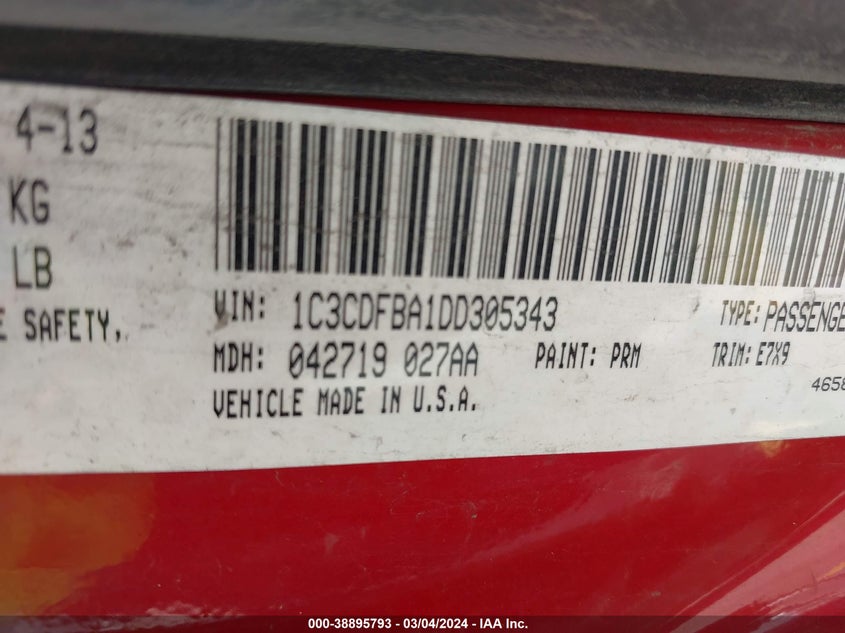 4-13
KG
LB
E SAFETY,
VIN: 1C3CDFBA1DD305343 TYPE: PASSENGE
MDH: 042719 027AA PAINT: PRM TRIM: E7X9
4658
VEHICLE MADE IN U.S.A.
000-38895793 - 03/04/2024 - IAA Inc.